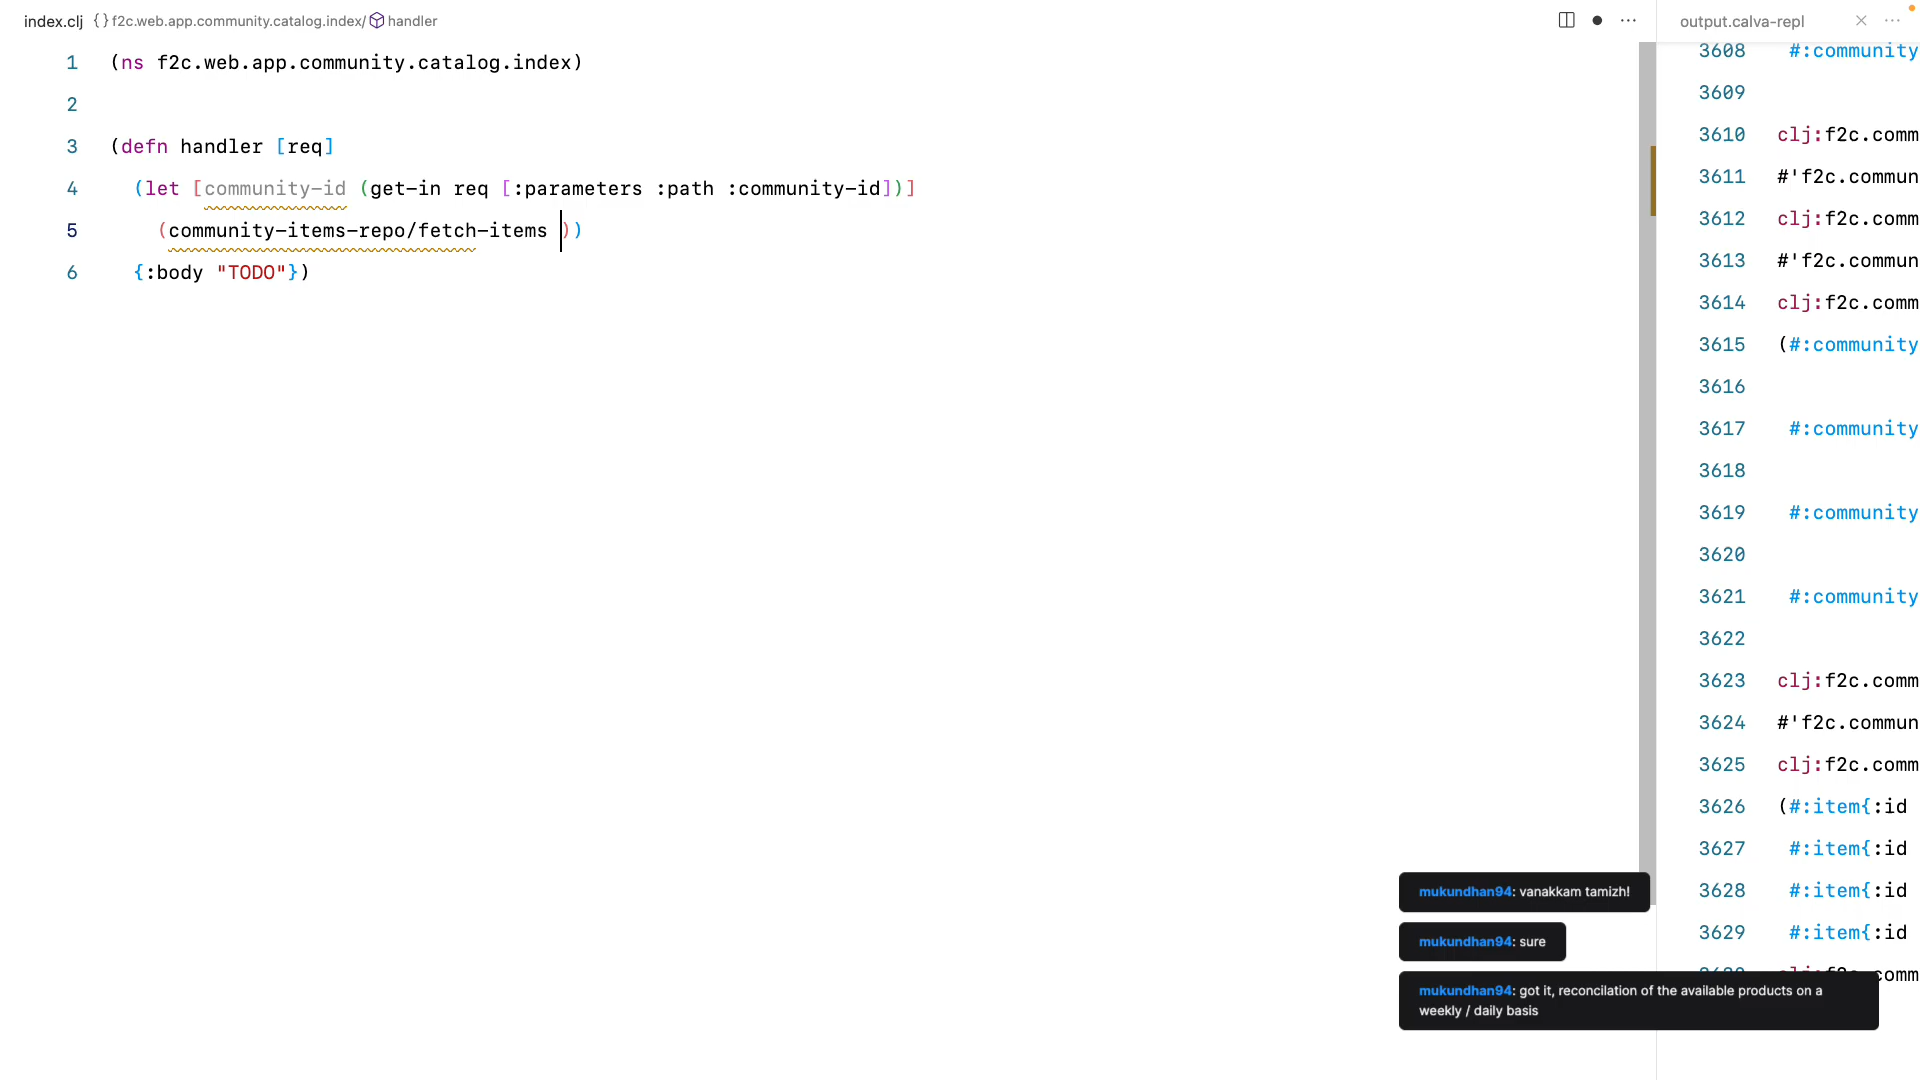 index.clj {} f2c.web.app.community.catalog.index/ handler
output.calva-repl
1 (ns f2c.web.app.community.catalog.index)
2
3 (defn handler [req]
4 (let [community-id (get-in req [:parameters :path :community-id])]
5 (community-items-repo/fetch-items ))
6 {:body "TODO"})
3608 #:community
3609
3610 clj:f2c.comm
3611 #'f2c.commun
3612 clj:f2c.comm
3613 #'f2c.commun
3614 clj:f2c.comm
3615 (#:community
3616
3617 #:community
3618
3619 #:community
3620
3621 #:community
3622
3623 clj:f2c.comm
3624 #'f2c.commun
3625 clj:f2c.comm
3626 (#:item{:id
3627 #:item{:id
3628 #:item{:id
3629 #:item{:id
mukundhan94: vanakkam tamizh!
mukundhan94: sure
mukundhan94: got it, reconcilation of the available products on a
weekly / daily basis